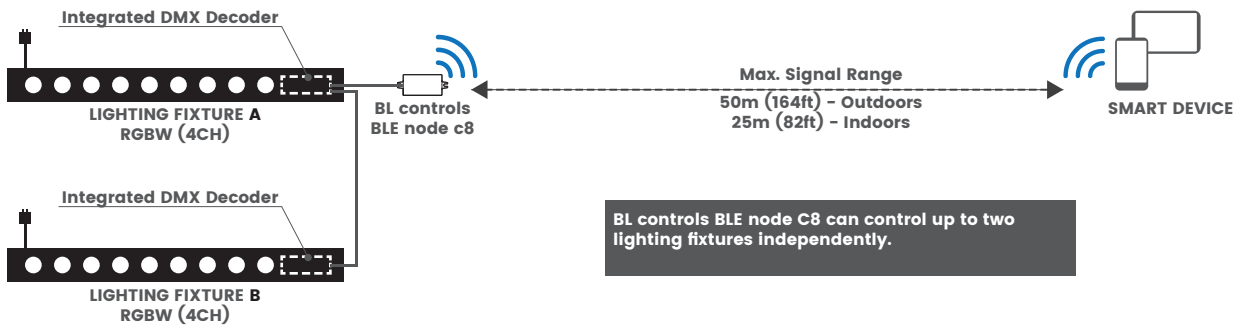 Integrated DMX Decoder
LIGHTING FIXTURE A
RGBW (4CH)
BL controls
BLE node c8
Max. Signal Range
50m (164ft) - Outdoors
25m (82ft) - Indoors
SMART DEVICE
Integrated DMX Decoder
LIGHTING FIXTURE B
RGBW (4CH)
BL controls BLE node C8 can control up to two
lighting fixtures independently.